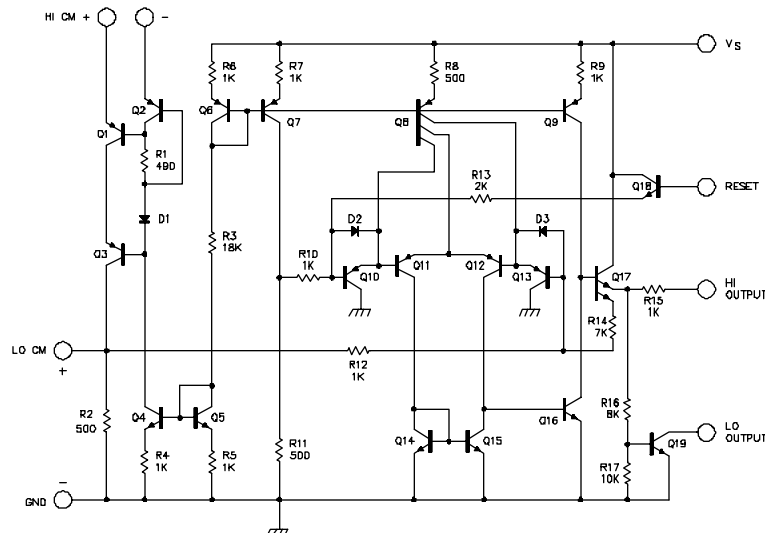 HI CM + -
VS
R6
1K
R7
1K
R8
500
R9
1K
Q1
Q2
Q6
Q7
Q8
Q9
R1
490
R13
2K
Q18
RESET
D1
D2
D3
Q3
R3
18K
R10
1K
Q10
Q11
Q12
Q13
Q17
HI
OUTPUT
R15
1K
R14
7K
LO CM
+
R12
1K
R2
500
Q4
Q5
R16
8K
LO
OUTPUT
Q16
R11
500
Q14
Q15
Q19
R4
1K
R5
1K
R17
10K
-
GND